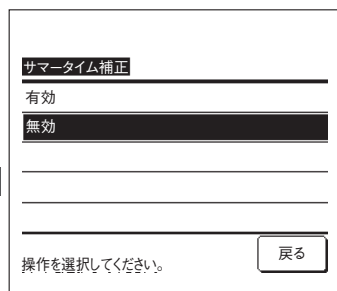 サマータイム補正
有効
無効
操作を選択してください。
戻る